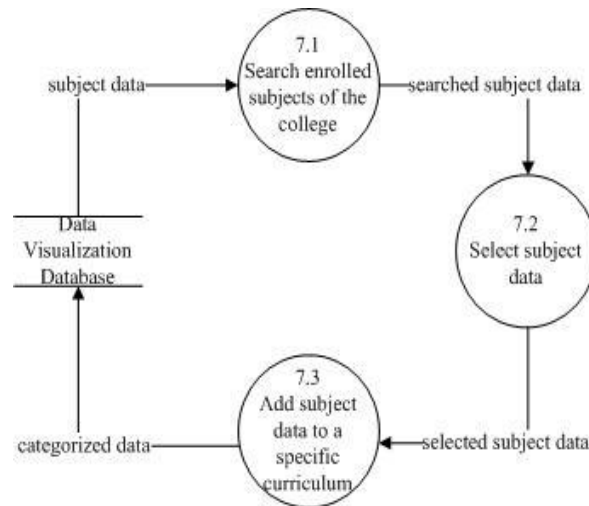 7.1
Search enrolled
subjects of the
college
subject data
searched subject data
7.2
Select subject
data
Data
Visualization
Database
7.3
Add subject
data to a
specific
curriculum
categorized data
selected subject data